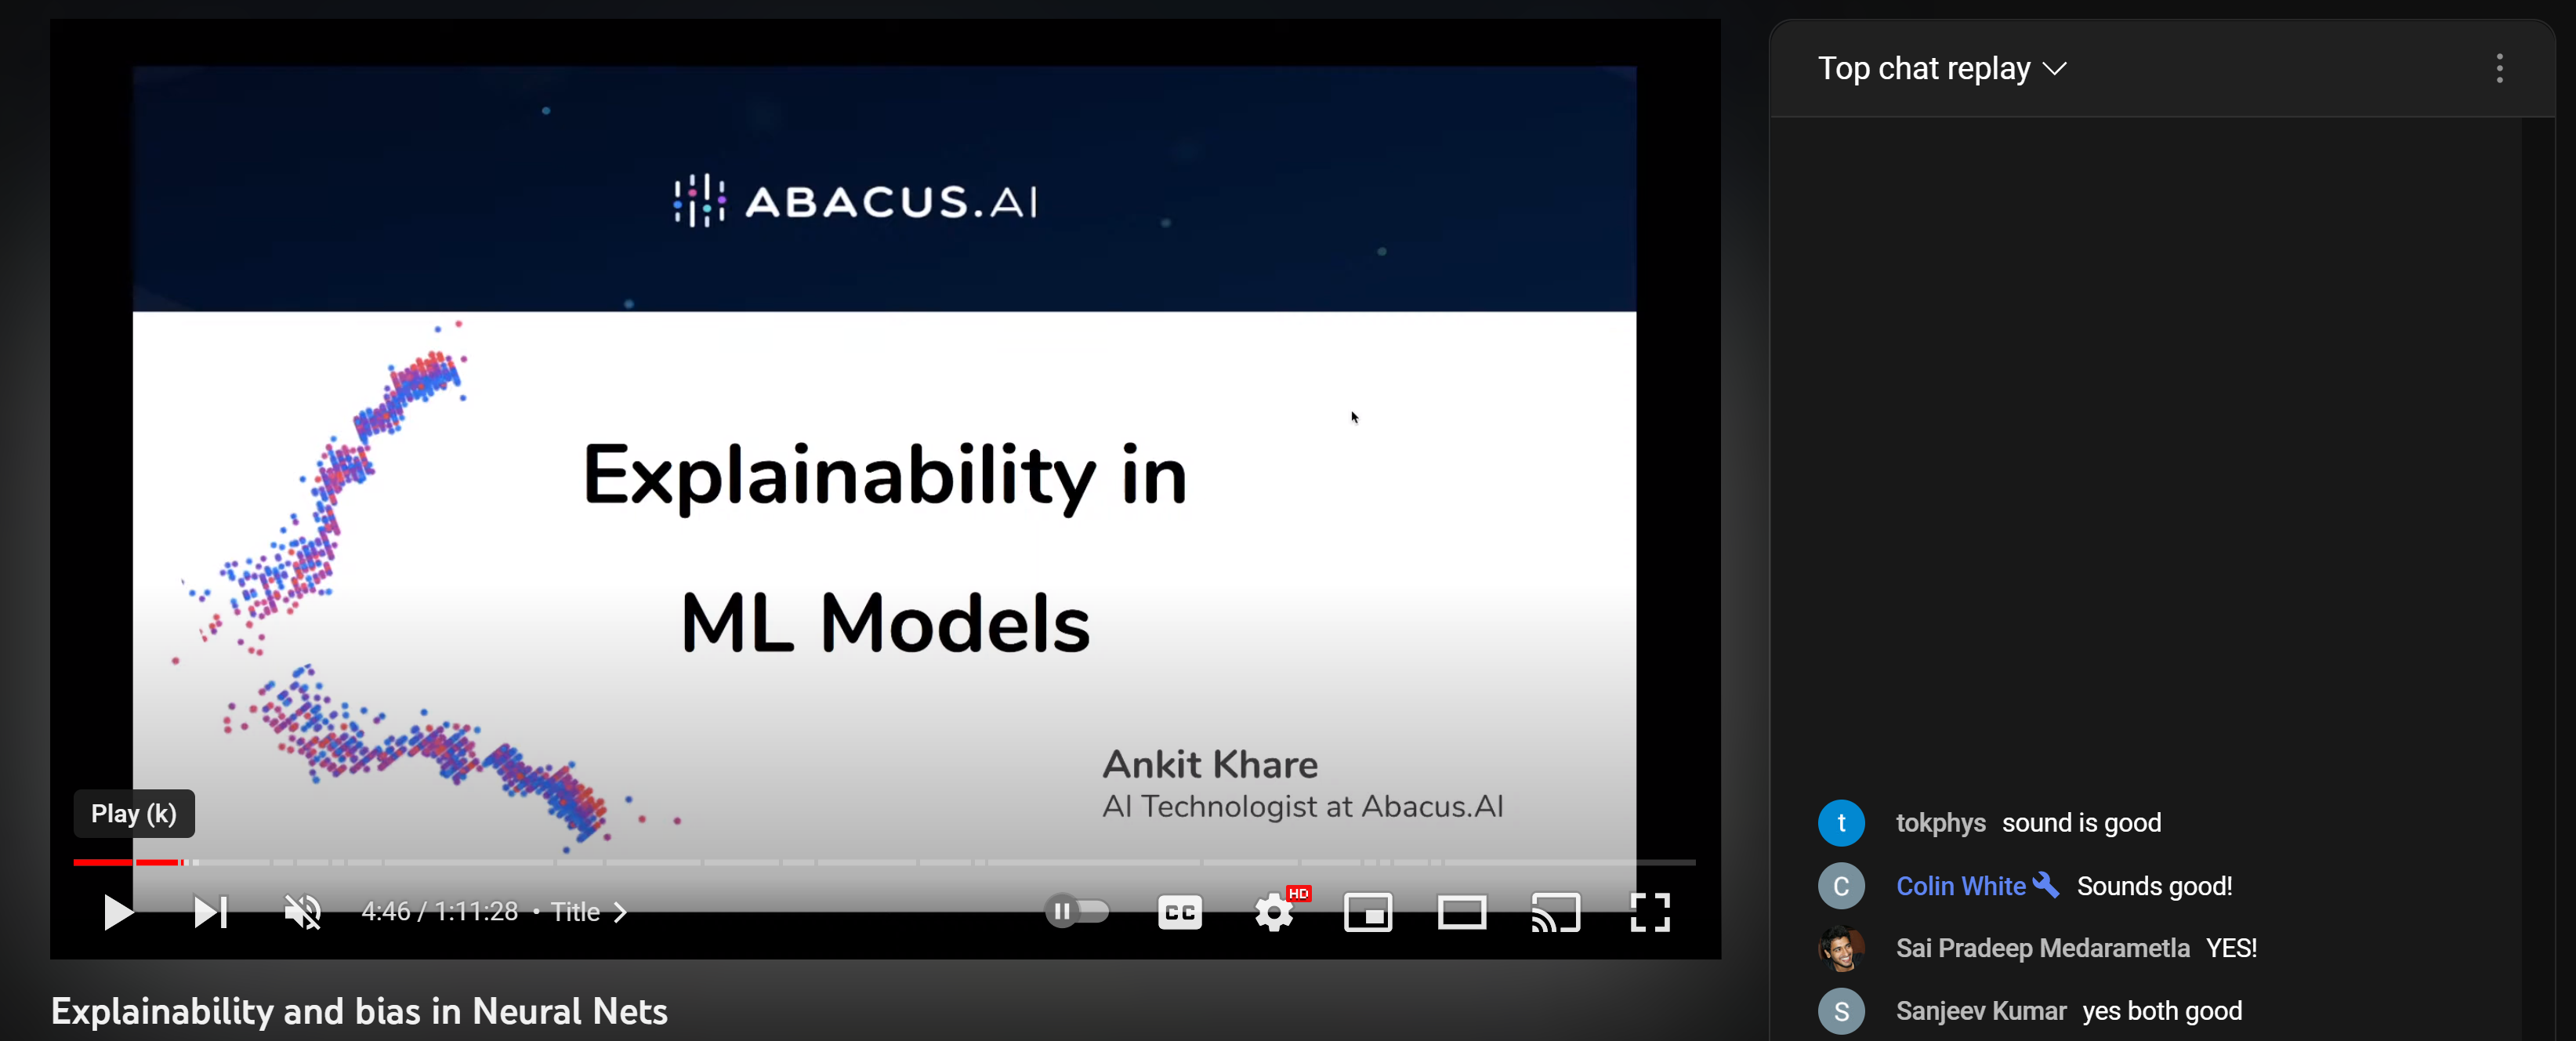 ABACUS.AI
Explainability in
ML Models
Ankit Khare
AI Technologist at Abacus.AI
Play (k)
4:46 / 1:11:28 • Title
CC
HD
Explainability and bias in Neural Nets
Top chat replay
t tokphys sound is good
C Colin White Sounds good!
Sai Pradeep Medarametla YES!
S Sanjeev Kumar yes both good